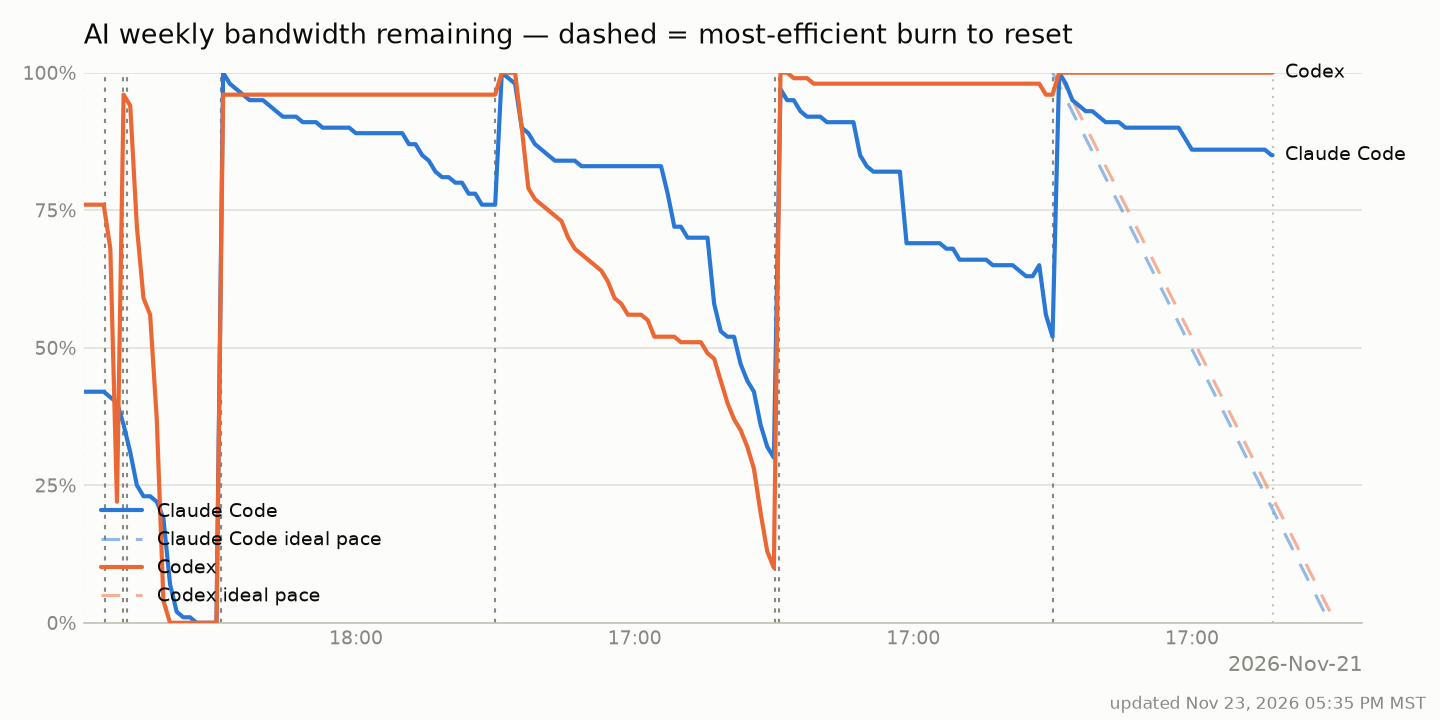 AI weekly bandwidth remaining — dashed = most-efficient burn to reset
100%
75%
50%
25%
0%
Codex
Claude Code
Claude Code
Claude Code ideal pace
Codex
Codex ideal pace
18:00
17:00
17:00
17:00
2026-Nov-21
updated Nov 23, 2026 05:35 PM MST